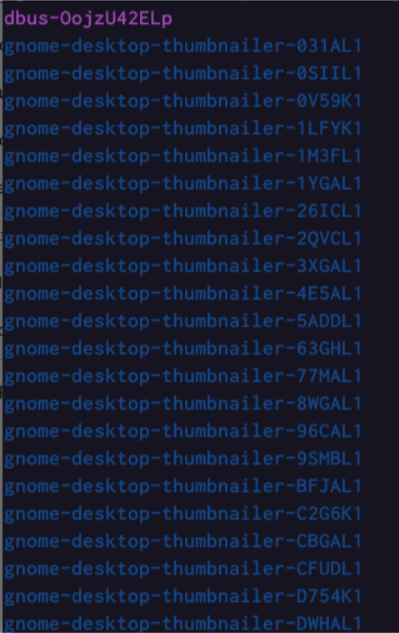 dbus-OojzU42ELp
gnome-desktop-thumbnailer-031AL1
gnome-desktop-thumbnailer-0SIIL1
gnome-desktop-thumbnailer-0V59K1
gnome-desktop-thumbnailer-1LFYK1
gnome-desktop-thumbnailer-1M3FL1
gnome-desktop-thumbnailer-1YGAL1
gnome-desktop-thumbnailer-26ICL1
gnome-desktop-thumbnailer-2QVCL1
gnome-desktop-thumbnailer-3XGAL1
gnome-desktop-thumbnailer-4E5AL1
gnome-desktop-thumbnailer-5ADDL1
gnome-desktop-thumbnailer-63GHL1
gnome-desktop-thumbnailer-77MAL1
gnome-desktop-thumbnailer-8WGAL1
gnome-desktop-thumbnailer-96CAL1
gnome-desktop-thumbnailer-9SMBL1
gnome-desktop-thumbnailer-BFJAL1
gnome-desktop-thumbnailer-C2G6K1
gnome-desktop-thumbnailer-CBGAL1
gnome-desktop-thumbnailer-CFUDL1
gnome-desktop-thumbnailer-D754K1
gnome-desktop-thumbnailer-DWHAL1